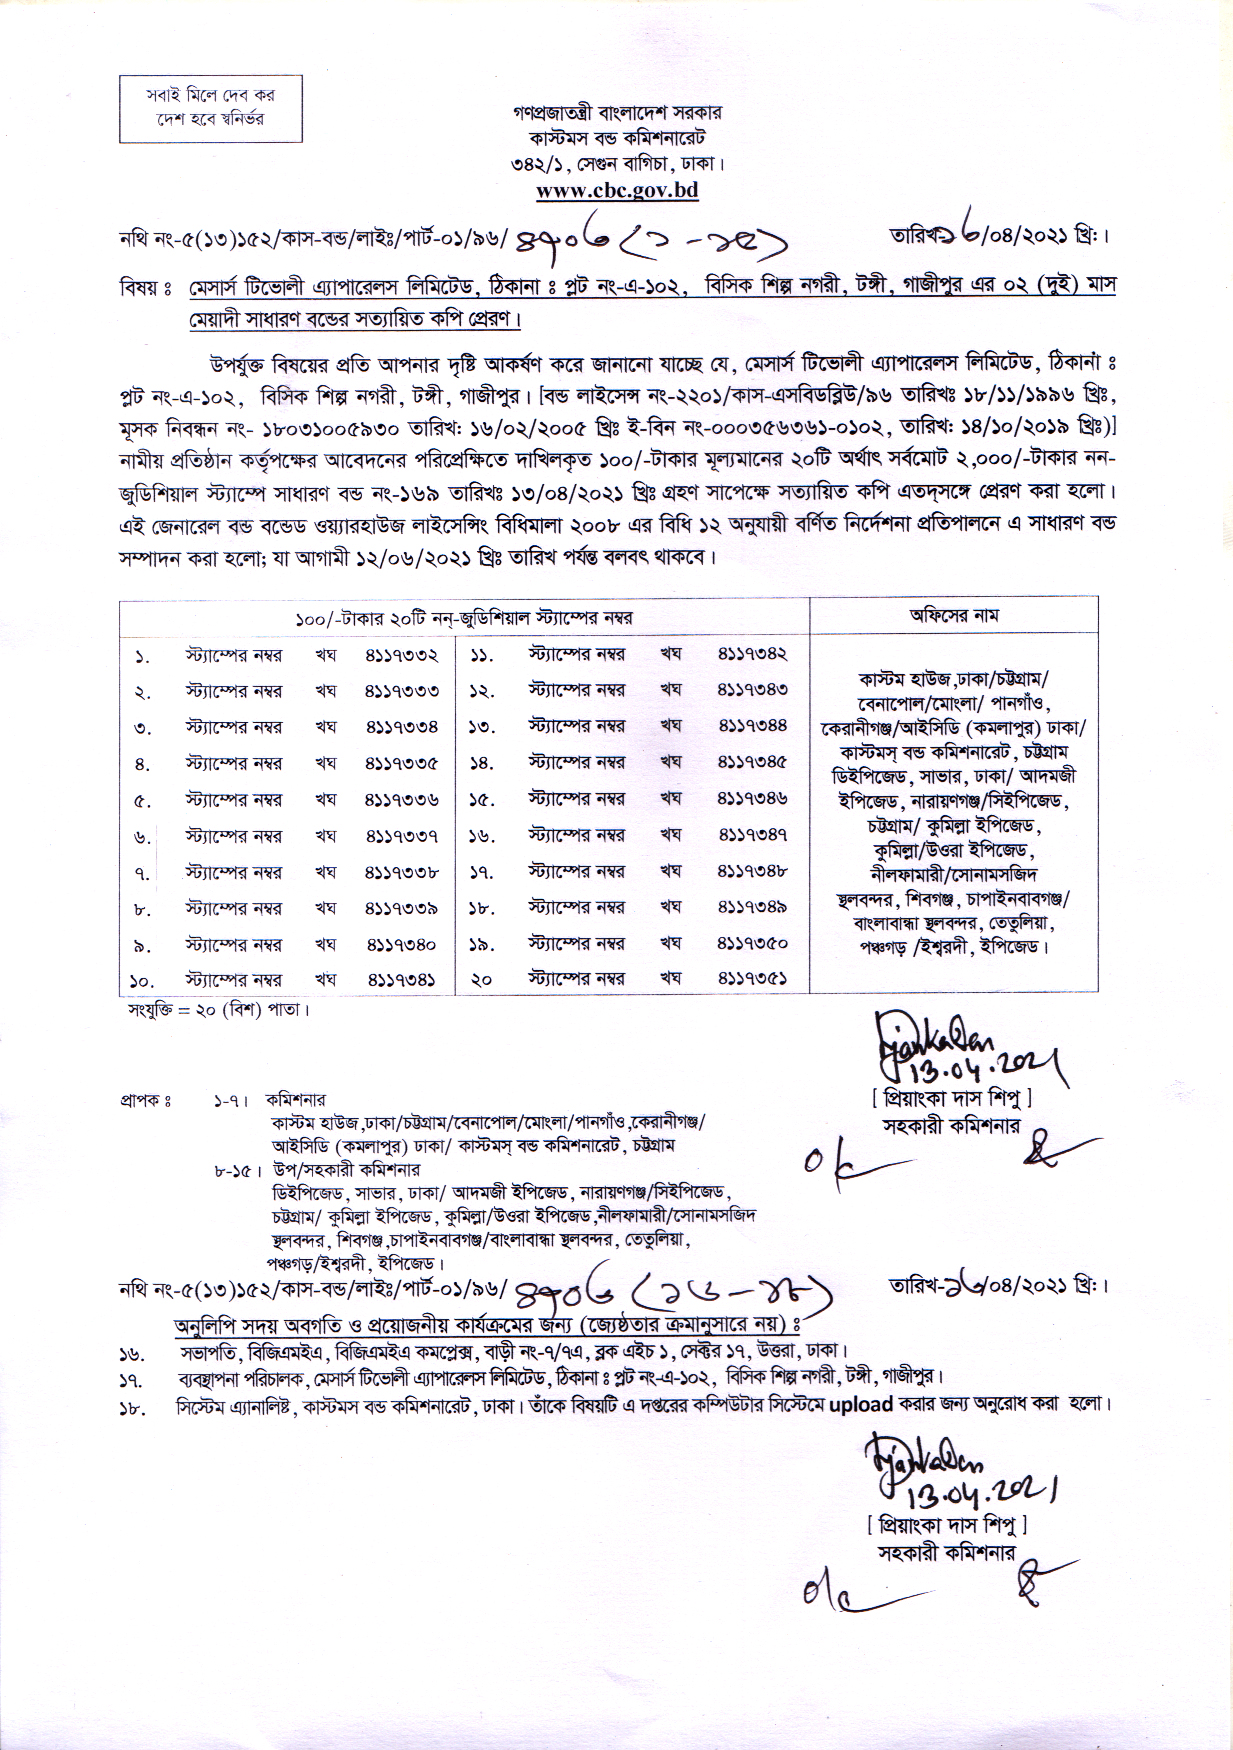 সবাই মিলে দেব কর
দেশ হবে স্বনির্ভর
গণপ্রজাতন্ত্রী বাংলাদেশ সরকার
কাস্টমস বন্ড কমিশনারেট
৩৪২/১, সেগুন বাগিচা, ঢাকা।
www.cbc.gov.bd
নথি নং-৫(১৩)১৫২/কাস-বন্ড/লাইঃ/পার্ট-০১/৯৬/ ৪৭০৬ (১-১৫) তারিখ-১৩/০৪/২০২১ খ্রিঃ।
বিষয় ঃ মেসার্স টিভোলী এ্যাপারেলস লিমিটেড, ঠিকানা ঃ প্লট নং-এ-১০২, বিসিক শিল্প নগরী, টঙ্গী, গাজীপুর এর ০২ (দুই) মাস
মেয়াদী সাধারণ বন্ডের সত্যায়িত কপি প্রেরণ।
উপর্যুক্ত বিষয়ের প্রতি আপনার দৃষ্টি আকর্ষণ করে জানানো যাচ্ছে যে, মেসার্স টিভোলী এ্যাপারেলস লিমিটেড, ঠিকানা ঃ
প্লট নং-এ-১০২, বিসিক শিল্প নগরী, টঙ্গী, গাজীপুর। [বন্ড লাইসেন্স নং-২২০১/কাস-এসবিডব্লিউ/৯৬ তারিখঃ ১৮/১১/১৯৯৬ খ্রিঃ,
মূসক নিবন্ধন নং- ১৮০৩১০০৫৯৩০ তারিখ: ১৬/০২/২০০৫ খ্রিঃ ই-বিন নং-০০০৩৫৬৩৬১-০১০২, তারিখ: ১৪/১০/২০১৯ খ্রিঃ)]
নামীয় প্রতিষ্ঠান কর্তৃপক্ষের আবেদনের পরিপ্রেক্ষিতে দাখিলকৃত ১০০/-টাকার মূল্যমানের ২০টি অর্থাৎ সর্বমোট ২,০০০/-টাকার নন-
জুডিশিয়াল স্ট্যাম্পে সাধারণ বন্ড নং-১৬৯ তারিখঃ ১৩/০৪/২০২১ খ্রিঃ গ্রহণ সাপেক্ষে সত্যায়িত কপি এতদ্‌সঙ্গে প্রেরণ করা হলো।
এই জেনারেল বন্ড বন্ডেড ওয়্যারহাউজ লাইসেন্সিং বিধিমালা ২০০৮ এর বিধি ১২ অনুযায়ী বর্ণিত নির্দেশনা প্রতিপালনে এ সাধারণ বন্ড
সম্পাদন করা হলো; যা আগামী ১২/০৬/২০২১ খ্রিঃ তারিখ পর্যন্ত বলবৎ থাকবে।
১০০/-টাকার ২০টি নন্‌-জুডিশিয়াল স্ট্যাম্পের নম্বর অফিসের নাম
১. স্ট্যাম্পের নম্বর খঘ ৪১১৭৩৩২ ১১. স্ট্যাম্পের নম্বর খঘ ৪১১৭৩৪২
২. স্ট্যাম্পের নম্বর খঘ ৪১১৭৩৩৩ ১২. স্ট্যাম্পের নম্বর খঘ ৪১১৭৩৪৩
৩. স্ট্যাম্পের নম্বর খঘ ৪১১৭৩৩৪ ১৩. স্ট্যাম্পের নম্বর খঘ ৪১১৭৩৪৪
৪. স্ট্যাম্পের নম্বর খঘ ৪১১৭৩৩৫ ১৪. স্ট্যাম্পের নম্বর খঘ ৪১১৭৩৪৫
৫. স্ট্যাম্পের নম্বর খঘ ৪১১৭৩৩৬ ১৫. স্ট্যাম্পের নম্বর খঘ ৪১১৭৩৪৬
৬. স্ট্যাম্পের নম্বর খঘ ৪১১৭৩৩৭ ১৬. স্ট্যাম্পের নম্বর খঘ ৪১১৭৩৪৭
৭. স্ট্যাম্পের নম্বর খঘ ৪১১৭৩৩৮ ১৭. স্ট্যাম্পের নম্বর খঘ ৪১১৭৩৪৮
৮. স্ট্যাম্পের নম্বর খঘ ৪১১৭৩৩৯ ১৮. স্ট্যাম্পের নম্বর খঘ ৪১১৭৩৪৯
৯. স্ট্যাম্পের নম্বর খঘ ৪১১৭৩৪০ ১৯. স্ট্যাম্পের নম্বর খঘ ৪১১৭৩৫০
১০. স্ট্যাম্পের নম্বর খঘ ৪১১৭৩৪১ ২০ স্ট্যাম্পের নম্বর খঘ ৪১১৭৩৫১
কাস্টম হাউজ,ঢাকা/চট্টগ্রাম/
বেনাপোল/মোংলা/ পানগাঁও,
কেরানীগঞ্জ/আইসিডি (কমলাপুর) ঢাকা/
কাস্টমস্‌ বন্ড কমিশনারেট, চট্টগ্রাম
ডিইপিজেড, সাভার, ঢাকা/ আদমজী
ইপিজেড, নারায়ণগঞ্জ/সিইপিজেড,
চট্টগ্রাম/ কুমিল্লা ইপিজেড,
কুমিল্লা/উওরা ইপিজেড,
নীলফামারী/সোনামসজিদ
স্থলবন্দর, শিবগঞ্জ, চাপাইনবাবগঞ্জ/
বাংলাবান্ধা স্থলবন্দর, তেতুলিয়া,
পঞ্চগড় /ইশ্বরদী, ইপিজেড।
সংযুক্তি = ২০ (বিশ) পাতা।
13.04.2021
[ প্রিয়াংকা দাস শিপু ]
সহকারী কমিশনার
প্রাপক ঃ ১-৭। কমিশনার
কাস্টম হাউজ,ঢাকা/চট্টগ্রাম/বেনাপোল/মোংলা/পানগাঁও,কেরানীগঞ্জ/
আইসিডি (কমলাপুর) ঢাকা/ কাস্টমস্‌ বন্ড কমিশনারেট, চট্টগ্রাম
৮-১৫। উপ/সহকারী কমিশনার
ডিইপিজেড, সাভার, ঢাকা/ আদমজী ইপিজেড, নারায়ণগঞ্জ/সিইপিজেড,
চট্টগ্রাম/ কুমিল্লা ইপিজেড, কুমিল্লা/উওরা ইপিজেড,নীলফামারী/সোনামসজিদ
স্থলবন্দর, শিবগঞ্জ,চাপাইনবাবগঞ্জ/বাংলাবান্ধা স্থলবন্দর, তেতুলিয়া,
পঞ্চগড়/ইশ্বরদী, ইপিজেড।
নথি নং-৫(১৩)১৫২/কাস-বন্ড/লাইঃ/পার্ট-০১/৯৬/ ৪৭০৬ (১৬-১৮) তারিখ-১৩/০৪/২০২১ খ্রিঃ।
অনুলিপি সদয় অবগতি ও প্রয়োজনীয় কার্যক্রমের জন্য (জ্যেষ্ঠতার ক্রমানুসারে নয়) ঃ
১৬. সভাপতি, বিজিএমইএ, বিজিএমইএ কমপ্লেক্স, বাড়ী নং-৭/৭এ, ব্লক এইচ ১, সেক্টর ১৭, উত্তরা, ঢাকা।
১৭. ব্যবস্থাপনা পরিচালক, মেসার্স টিভোলী এ্যাপারেলস লিমিটেড, ঠিকানা ঃ প্লট নং-এ-১০২, বিসিক শিল্প নগরী, টঙ্গী, গাজীপুর।
১৮. সিস্টেম এ্যানালিষ্ট, কাস্টমস বন্ড কমিশনারেট, ঢাকা। তাঁকে বিষয়টি এ দপ্তরের কম্পিউটার সিস্টেমে upload করার জন্য অনুরোধ করা হলো।
13.04.2021
[ প্রিয়াংকা দাস শিপু ]
সহকারী কমিশনার